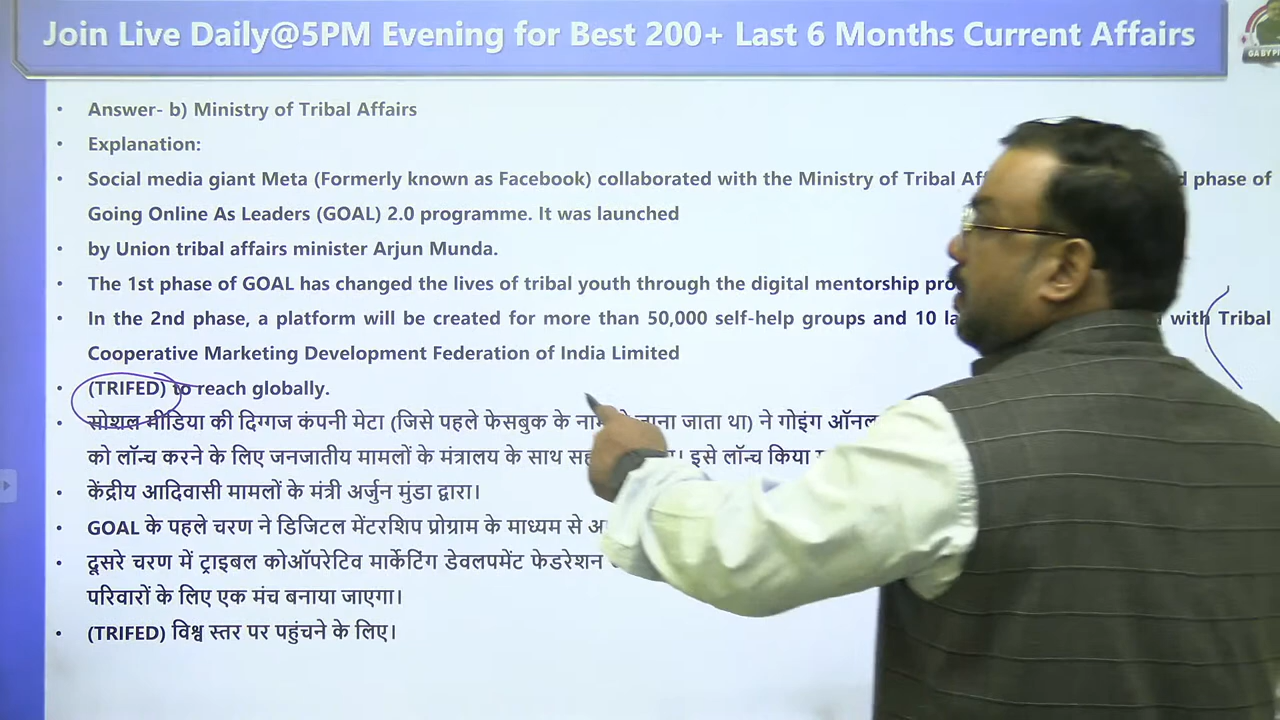 Join Live Daily@5PM Evening for Best 200+ Last 6 Months Current Affairs
GA BY
• Answer- b) Ministry of Tribal Affairs
• Explanation:
• Social media giant Meta (Formerly known as Facebook) collaborated with the Ministry of Tribal phase of
Going Online As Leaders (GOAL) 2.0 programme. It was launched
• by Union tribal affairs minister Arjun Munda.
• The 1st phase of GOAL has changed the lives of tribal youth through the digital mentorship
• In the 2nd phase, a platform will be created for more than 50,000 self-help groups and 10 with Tribal
Cooperative Marketing Development Federation of India Limited
• (TRIFED) to reach globally.
• सोशल मीडिया की दिग्गज कंपनी मेटा (जिसे पहले फेसबुक के जाना जाता था) ने गोइंग
को लॉन्च करने के लिए जनजातीय मामलों के मंत्रालय के साथ इसे लॉन्च किया
• केंद्रीय आदिवासी मामलों के मंत्री अर्जुन मुंडा द्वारा।
• GOAL के पहले चरण ने डिजिटल मेंटरशिप प्रोग्राम के माध्यम से
• दूसरे चरण में ट्राइबल कोऑपरेटिव मार्केटिंग डेवलपमेंट फेडरेशन
परिवारों के लिए एक मंच बनाया जाएगा।
• (TRIFED) विश्व स्तर पर पहुंचने के लिए।